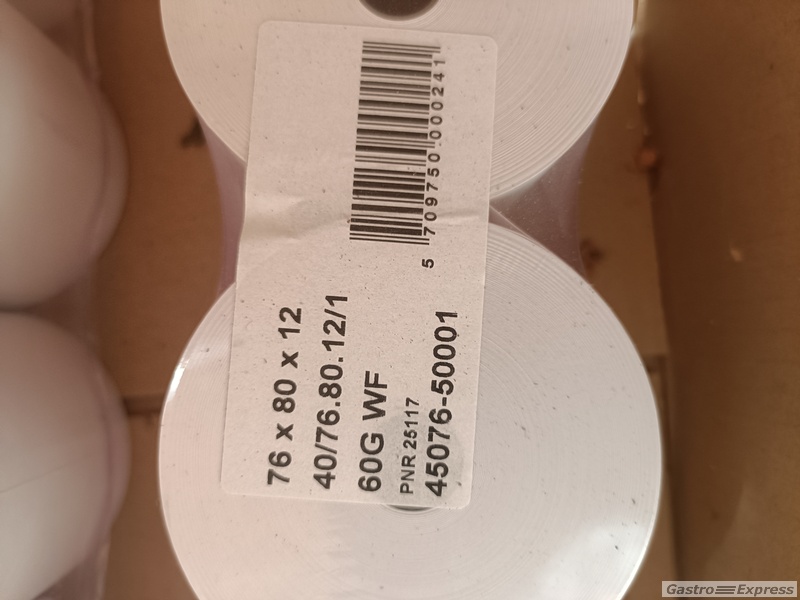 76 x 80 x 12
40/76.80.12/1
60G WF
PNR 25117
45076-50001
5 709750 000241
Gastro Express